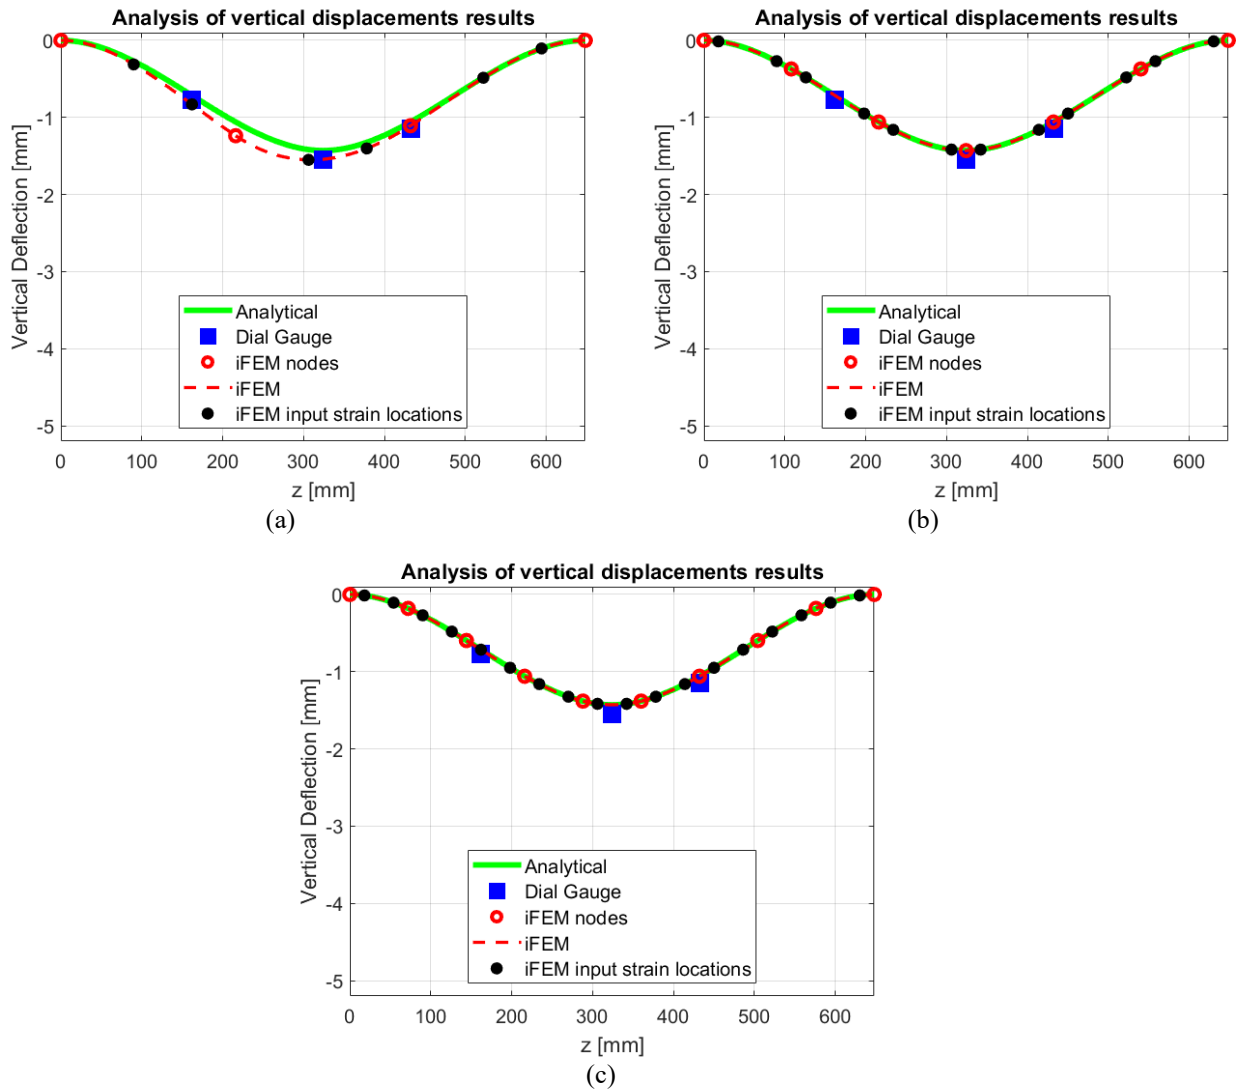 Analysis of vertical displacements results
0
-1
-2
-3
-4
-5
Vertical Deflection [mm]
Analytical
Dial Gauge
iFEM nodes
iFEM
iFEM input strain locations
0 100 200 300 400 500 600
z [mm]
(a)
Analysis of vertical displacements results
0
-1
-2
-3
-4
-5
Vertical Deflection [mm]
Analytical
Dial Gauge
iFEM nodes
iFEM
iFEM input strain locations
0 100 200 300 400 500 600
z [mm]
(b)
Analysis of vertical displacements results
0
-1
-2
-3
-4
-5
Vertical Deflection [mm]
Analytical
Dial Gauge
iFEM nodes
iFEM
iFEM input strain locations
0 100 200 300 400 500 600
z [mm]
(c)